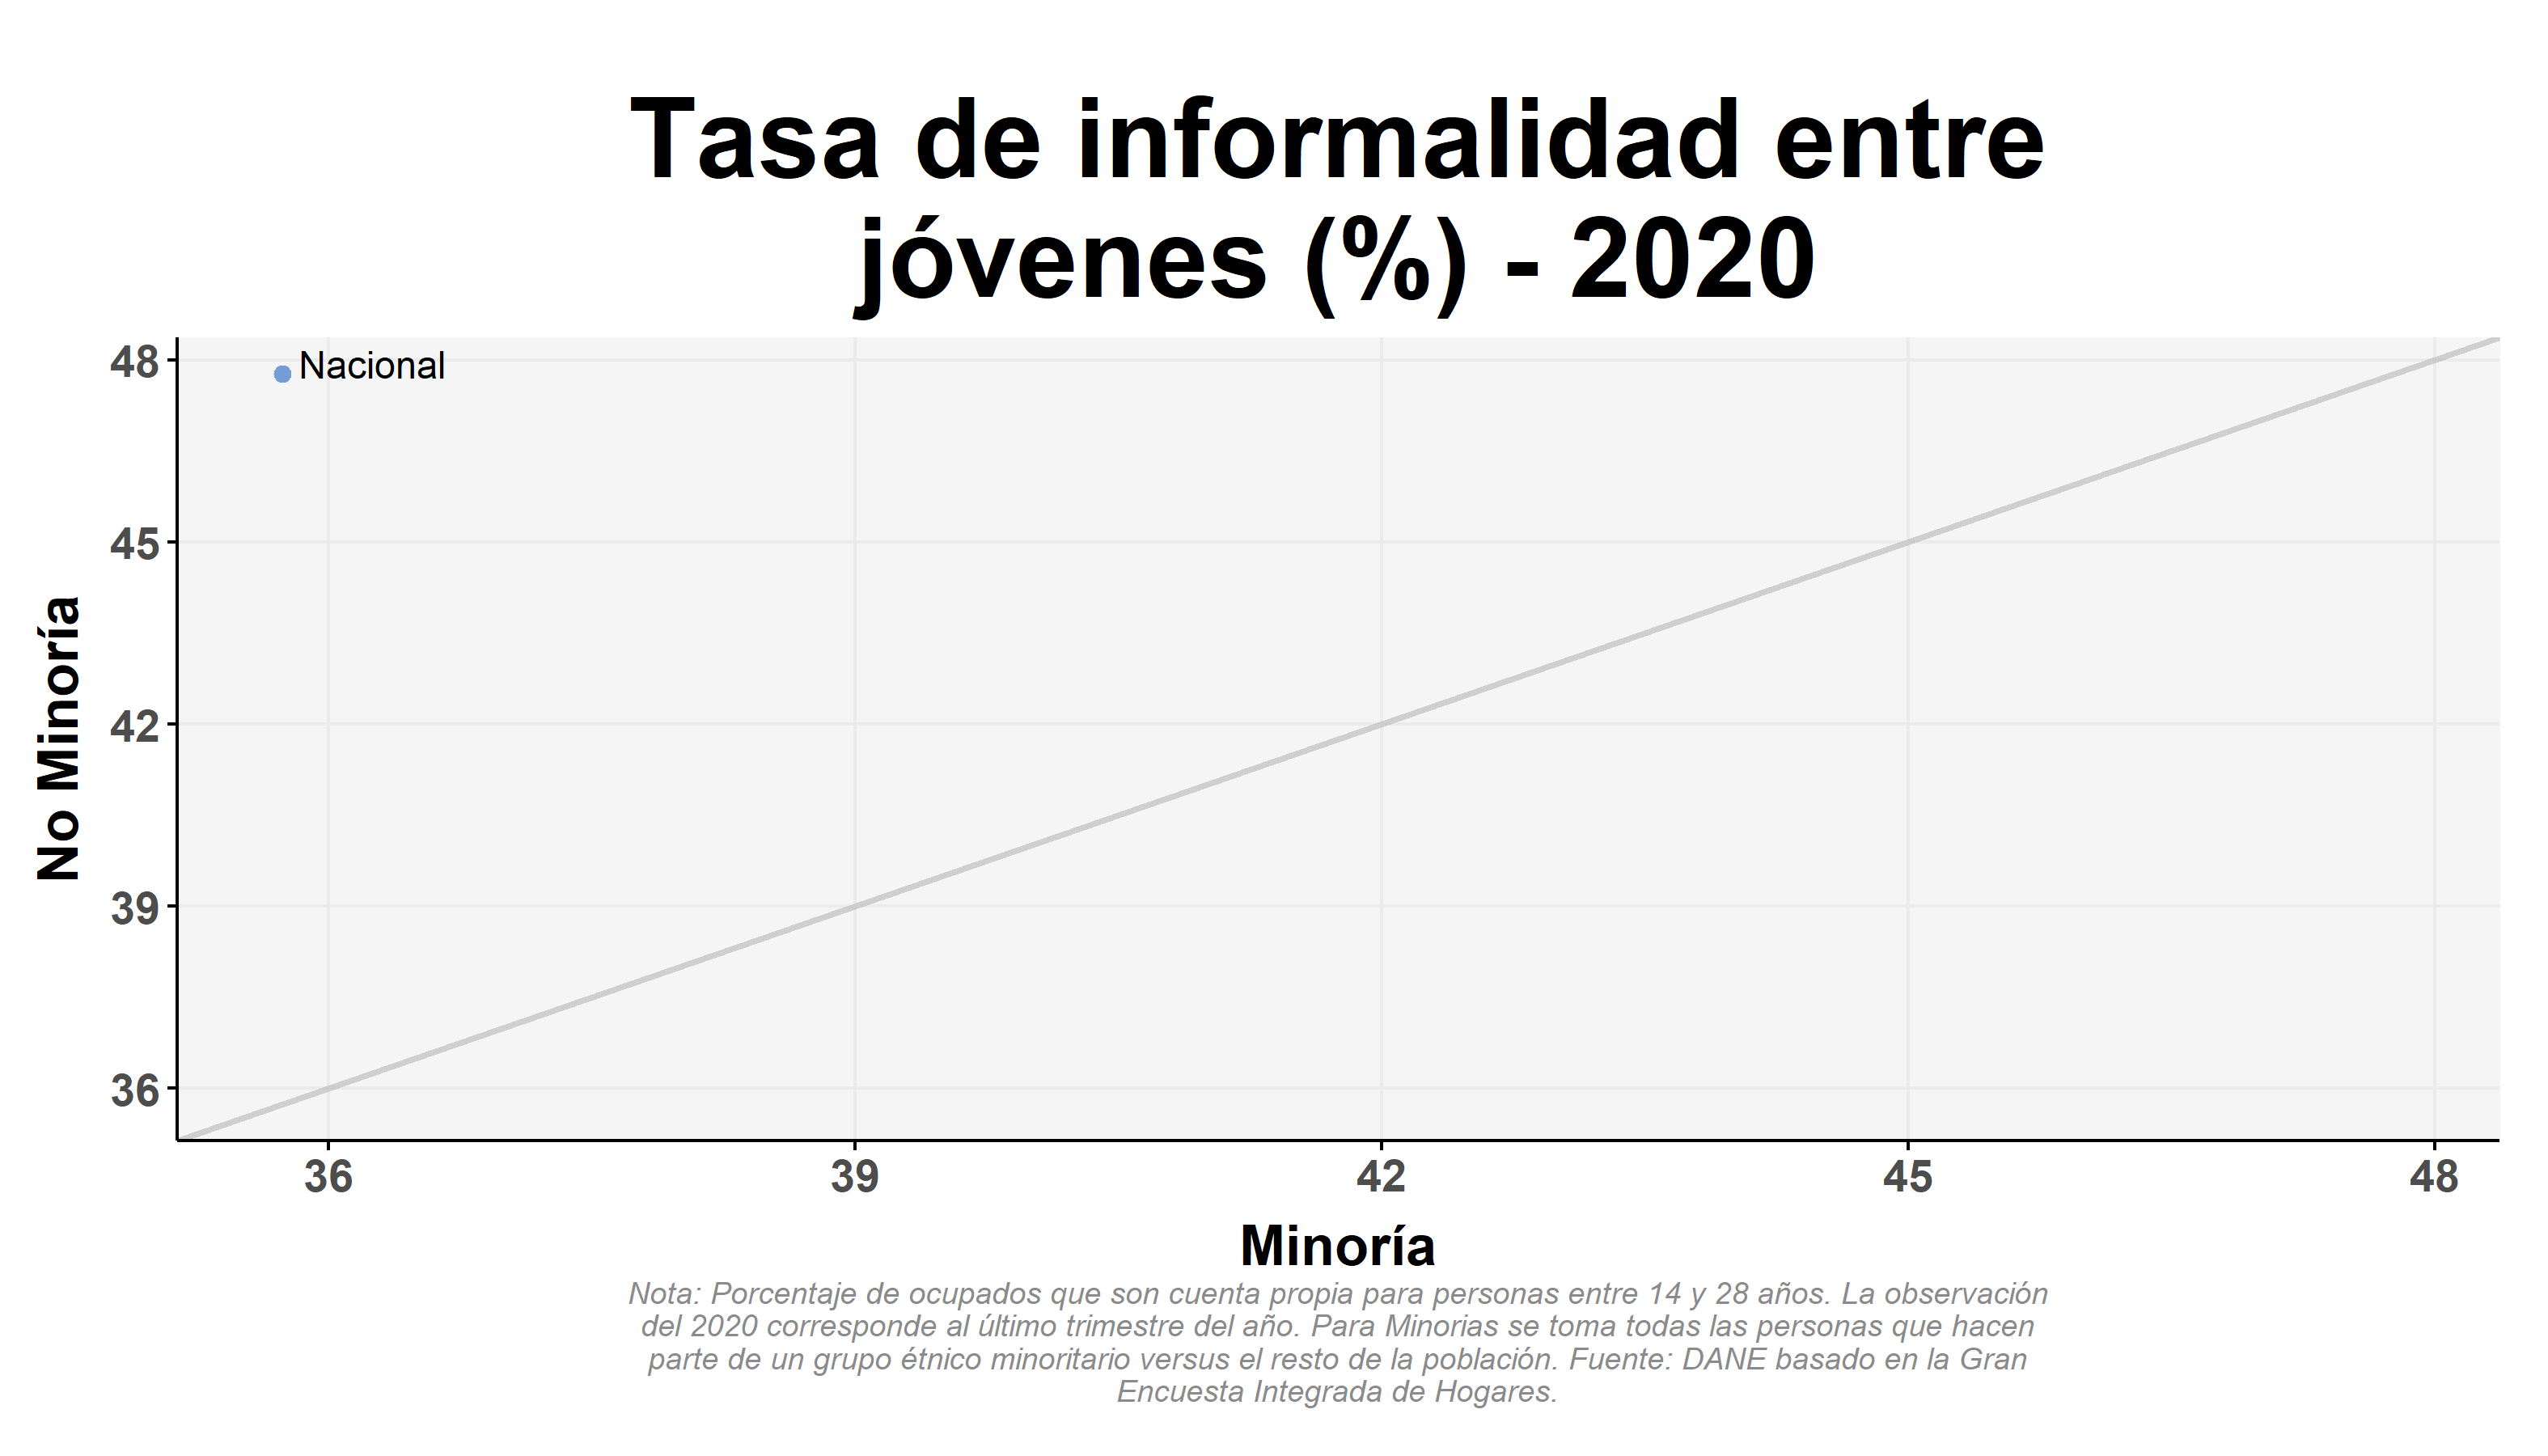 Tasa de informalidad entre
jóvenes (%) - 2020
48
Nacional
45
42
39
36
No Minoría
36
39
42
45
48
Minoría
Nota: Porcentaje de ocupados que son cuenta propia para personas entre 14 y 28 años. La observación
del 2020 corresponde al último trimestre del año. Para Minorias se toma todas las personas que hacen
parte de un grupo étnico minoritario versus el resto de la población. Fuente: DANE basado en la Gran
Encuesta Integrada de Hogares.